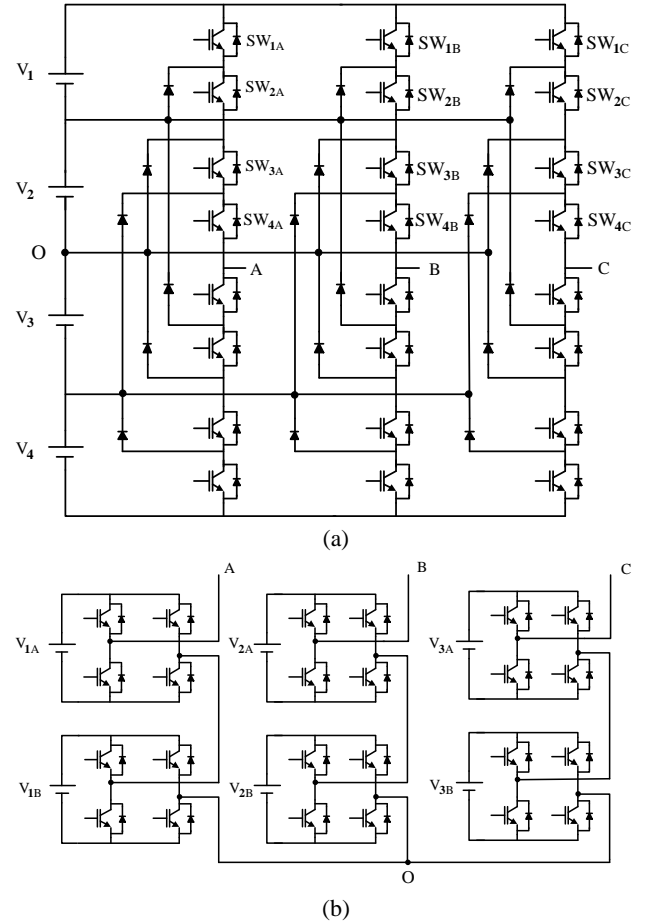 SW1A SW1B SW1C
V1
SW2A SW2B SW2C
SW3A SW3B SW3C
V2
SW4A SW4B SW4C
O
A B C
V3
V4
(a)
A B C
V1A V2A V3A
V1B V2B V3B
O
(b)